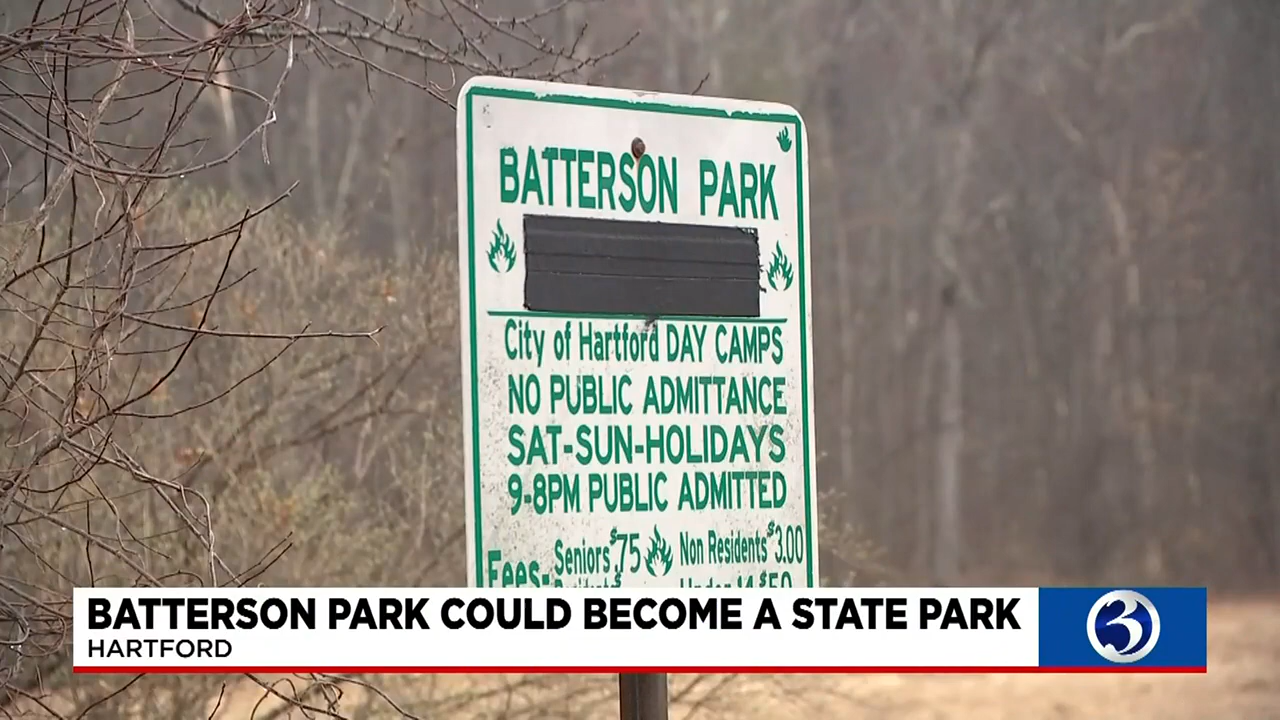 BATTERSON PARK
City of Hartford DAY CAMPS
NO PUBLIC ADMITTANCE
SAT-SUN-HOLIDAYS
9-8PM PUBLIC ADMITTED
Fees- Seniors $75 Non Residents $3.00
BATTERSON PARK COULD BECOME A STATE PARK
HARTFORD
3